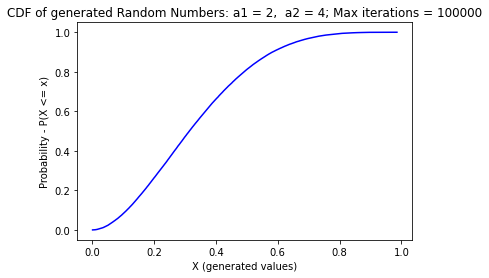 CDF of generated Random Numbers: a1 = 2,  a2 = 4; Max iterations = 100000
1.0
0.8
0.6
0.4
0.2
0.0
Probability - P(X <= x)
0.0 0.2 0.4 0.6 0.8 1.0
X (generated values)